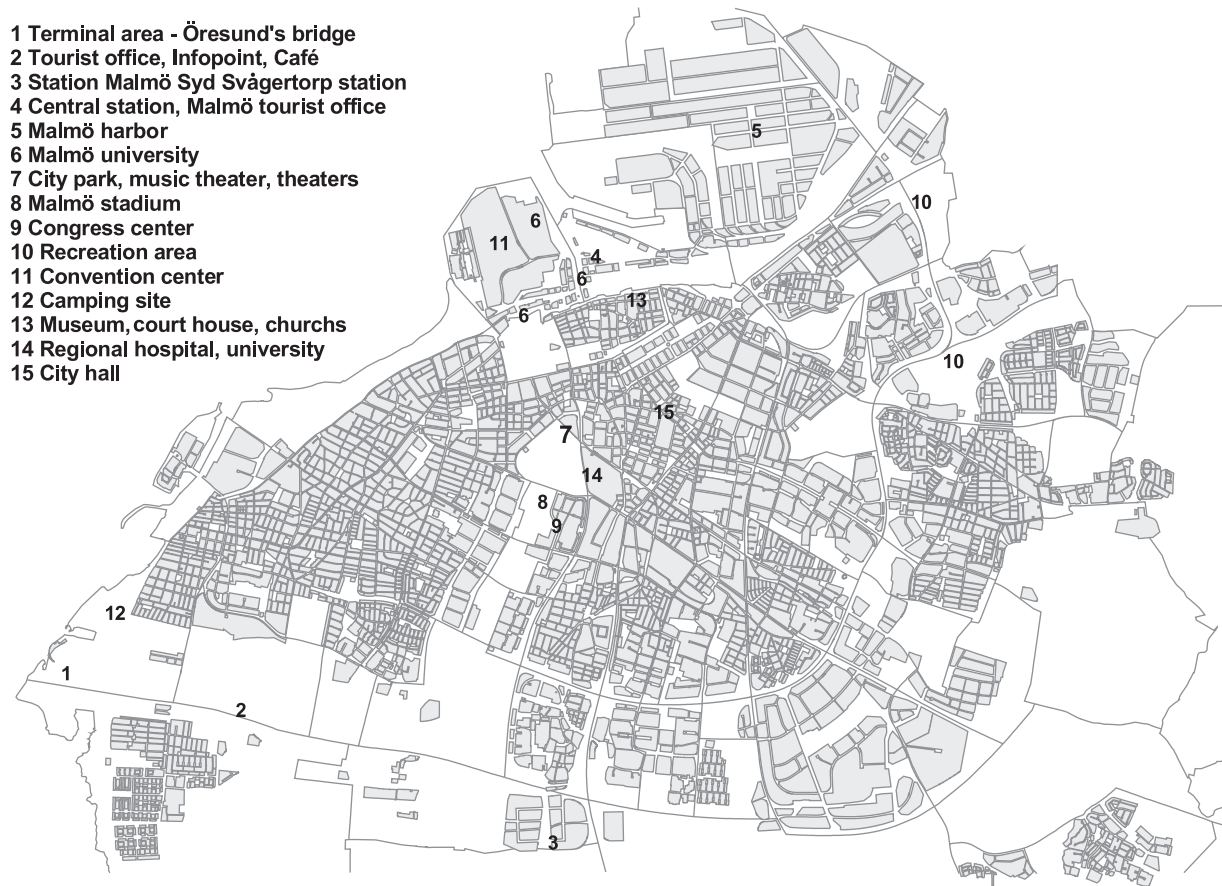 1 Terminal area - Öresund's bridge
2 Tourist office, Infopoint, Café
3 Station Malmö Syd Svågertorp station
4 Central station, Malmö tourist office
5 Malmö harbor
6 Malmö university
7 City park, music theater, theaters
8 Malmö stadium
9 Congress center
10 Recreation area
11 Convention center
12 Camping site
13 Museum, court house, churchs
14 Regional hospital, university
15 City hall
5
10
6
11
4
6
13
6
10
15
7
14
8
9
12
1
2
3